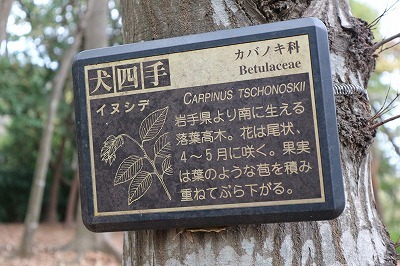 カバノキ科
Betulaceae
犬四手
イヌシデ
CARPINUS TSCHONOSKII
岩手県より南に生える
落葉高木。花は尾状、
4～5月に咲く。果実
は葉のような苞を積み
重ねてぶら下がる。